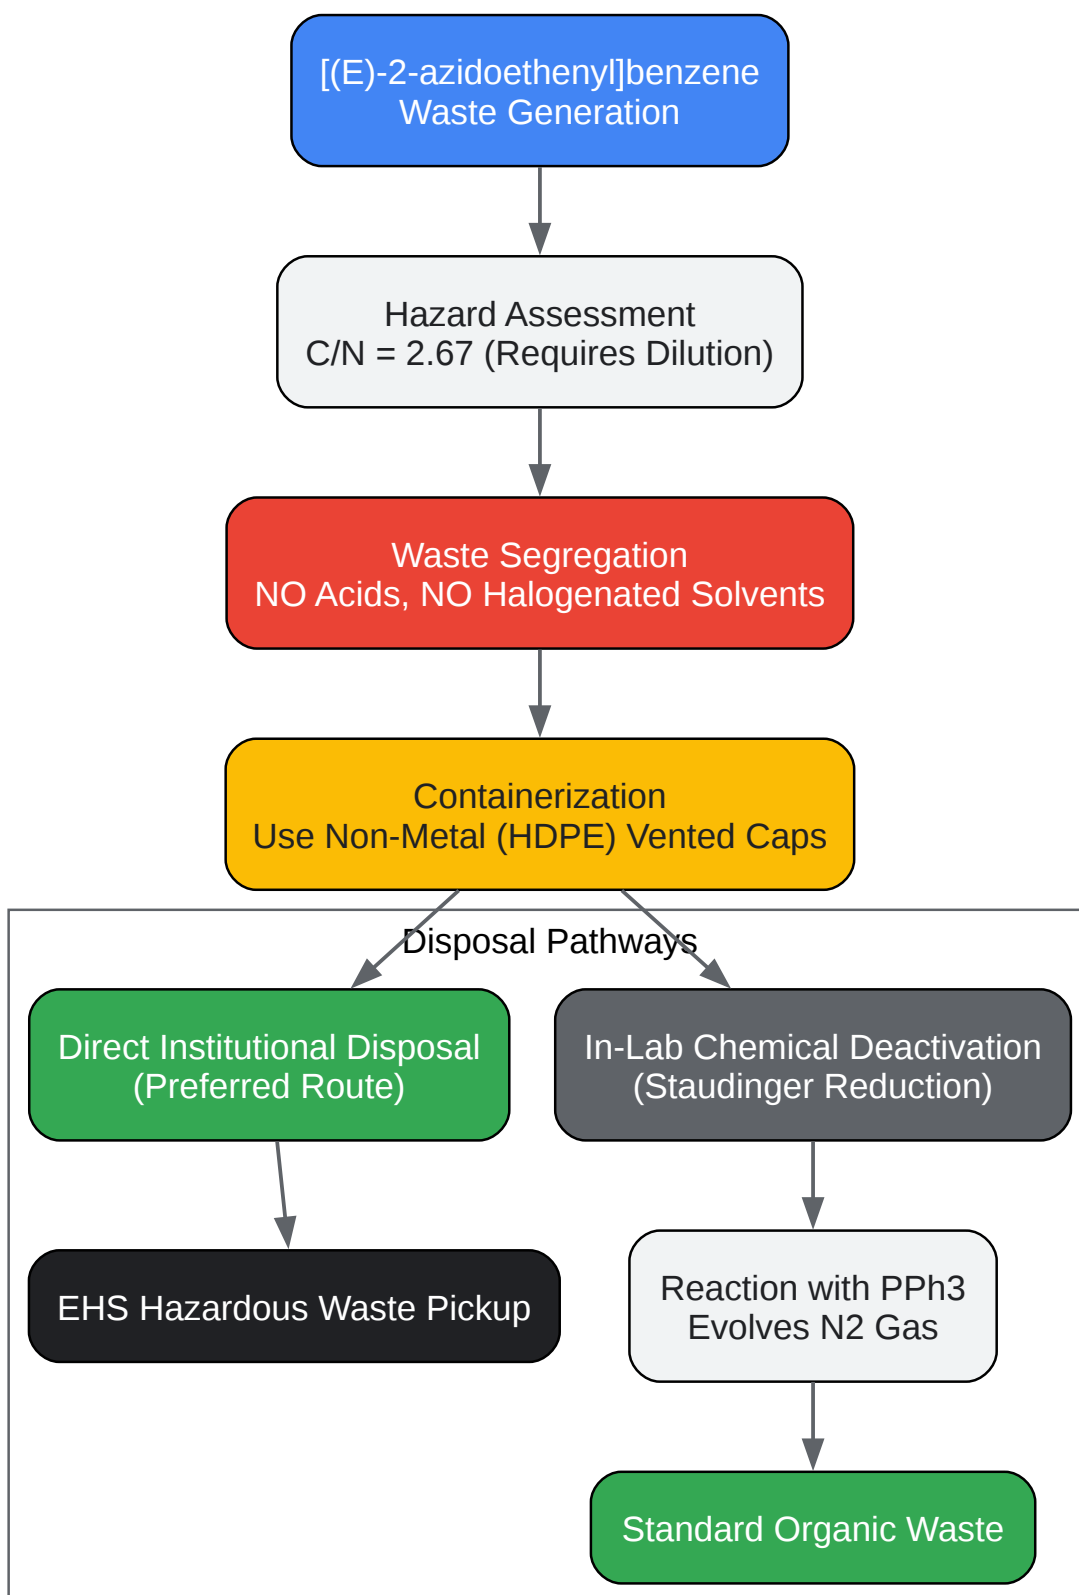 [(E)-2-azidoethenyl]benzene
Waste Generation
Hazard Assessment
C/N = 2.67 (Requires Dilution)
Waste Segregation
NO Acids, NO Halogenated Solvents
Containerization
Use Non-Metal (HDPE) Vented Caps
Disposal Pathways
Direct Institutional Disposal
(Preferred Route)
In-Lab Chemical Deactivation
(Staudinger Reduction)
EHS Hazardous Waste Pickup
Reaction with PPh3
Evolves N2 Gas
Standard Organic Waste